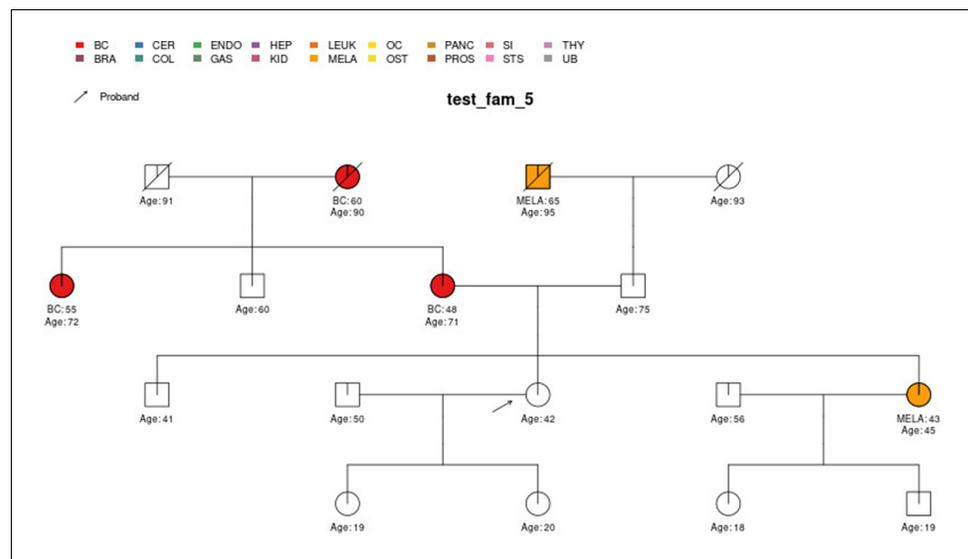 BC CER ENDO HEP LEUK OC PANC SI THY
BRA COL GAS KID MELA OST PROS STS UB
Proband
test_fam_5
Age:91
BC:60
Age:90
MELA:65
Age:95
Age:93
BC:55
Age:72
Age:60
BC:48
Age:71
Age:75
Age:41
Age:50
Age:42
Age:56
MELA:43
Age:45
Age:19
Age:20
Age:18
Age:19